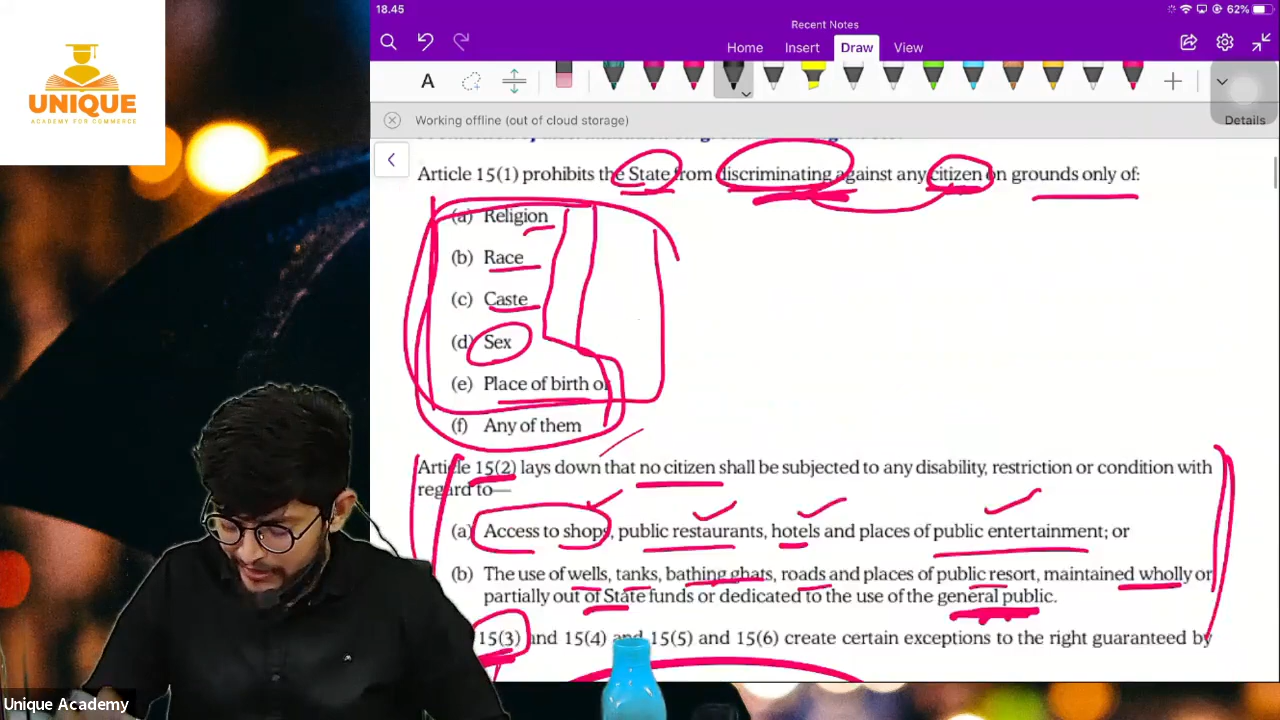 18.45
62%
Recent Notes
Home Insert Draw View
UNIQUE
ACADEMY FOR COMMERCE
A
Working offline (out of cloud storage)
Details
Article 15(1) prohibits the State from discriminating against any citizen on grounds only of:
(a) Religion
(b) Race
(c) Caste
(d) Sex
(e) Place of birth or
(f) Any of them
Article 15(2) lays down that no citizen shall be subjected to any disability, restriction or condition with
regard to—
(a) Access to shops, public restaurants, hotels and places of public entertainment; or
(b) The use of wells, tanks, bathing ghats, roads and places of public resort, maintained wholly or
partially out of State funds or dedicated to the use of the general public.
15(3) and 15(4) and 15(5) and 15(6) create certain exceptions to the right guaranteed by
Unique Academy